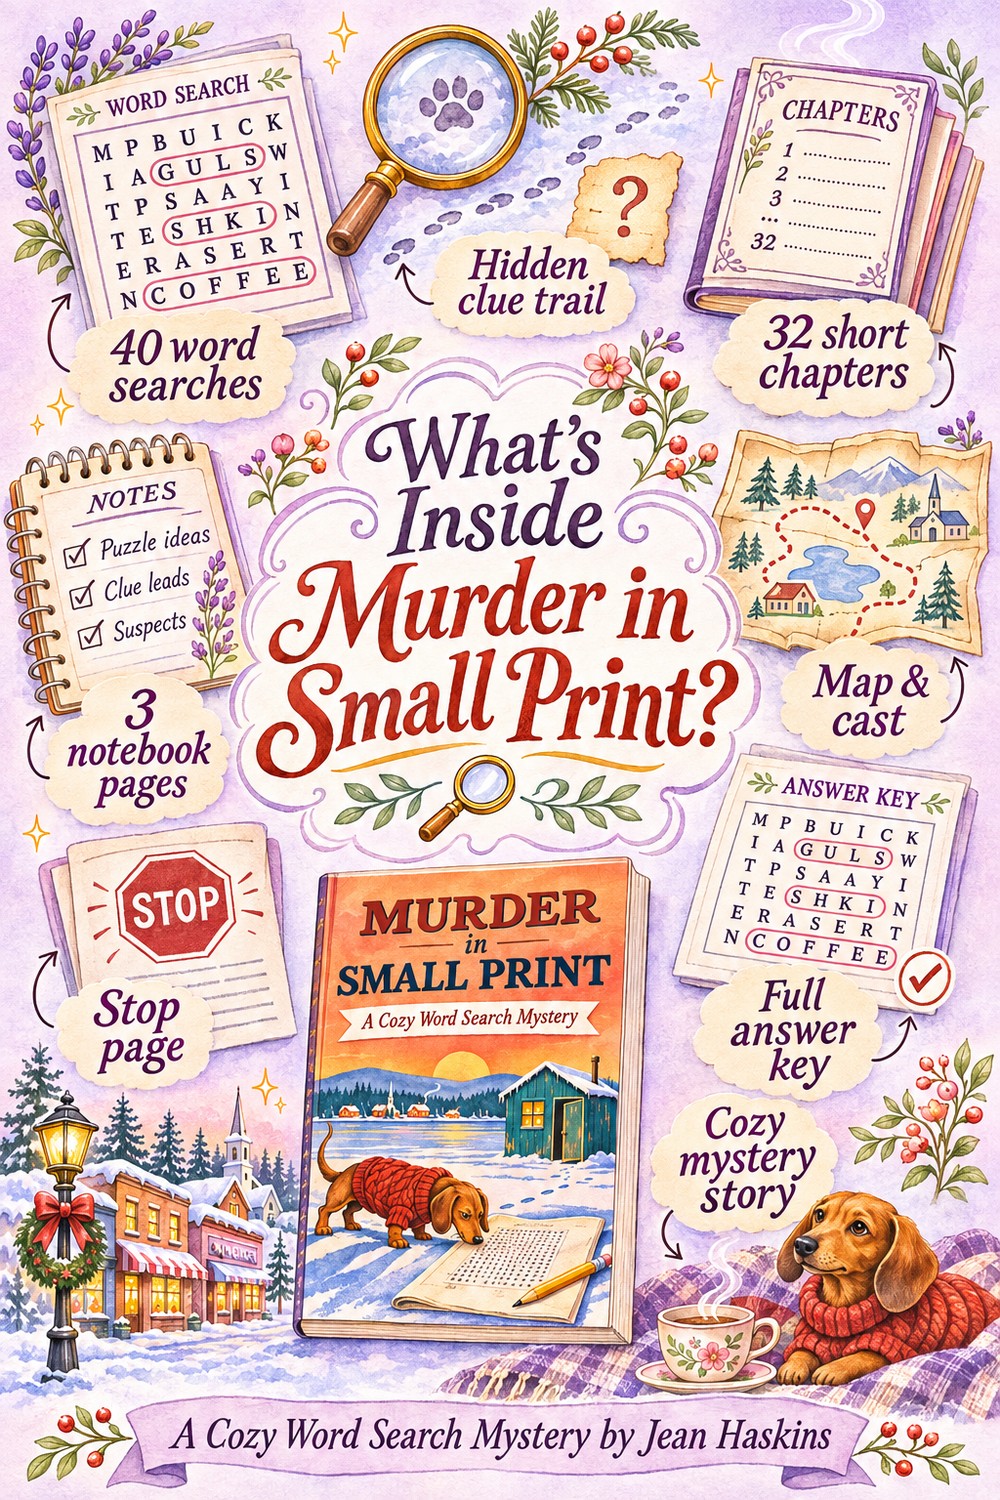 WORD SEARCH
M P B U I C K
I A G U L S W
T P S A A Y I
T E S H K I N
E R A S E R T
N C O F F E E
40 word
searches
?
Hidden
clue trail
CHAPTERS
1 ................
2 ................
3 ................
...
32 ................
32 short
chapters
What's
Inside
Murder in
Small Print?
NOTES
Puzzle ideas
Clue leads
Suspects
3
notebook
pages
Map &
cast
STOP
Stop
page
ANSWER KEY
M P B U I C K
I A G U L S W
T P S A A Y I
T E S H K I N
E R A S E R T
N C O F F E E
Full
answer
key
MURDER
in
SMALL PRINT
A Cozy Word Search Mystery
Cozy
mystery
story
A Cozy Word Search Mystery by Jean Haskins